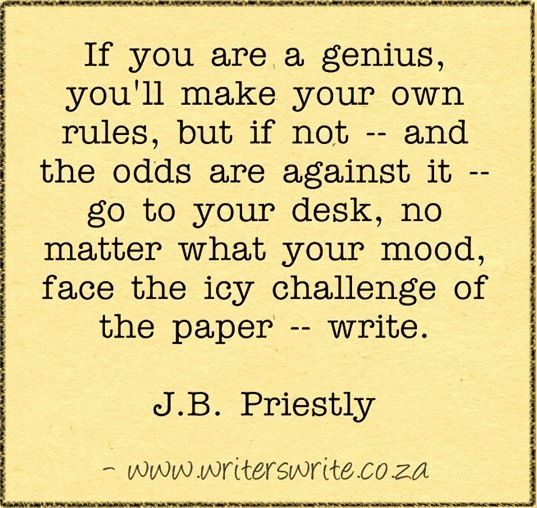 If you are a genius,
you'll make your own
rules, but if not -- and
the odds are against it --
go to your desk, no
matter what your mood,
face the icy challenge of
the paper -- write.
J.B. Priestly
- www.writerswrite.co.za